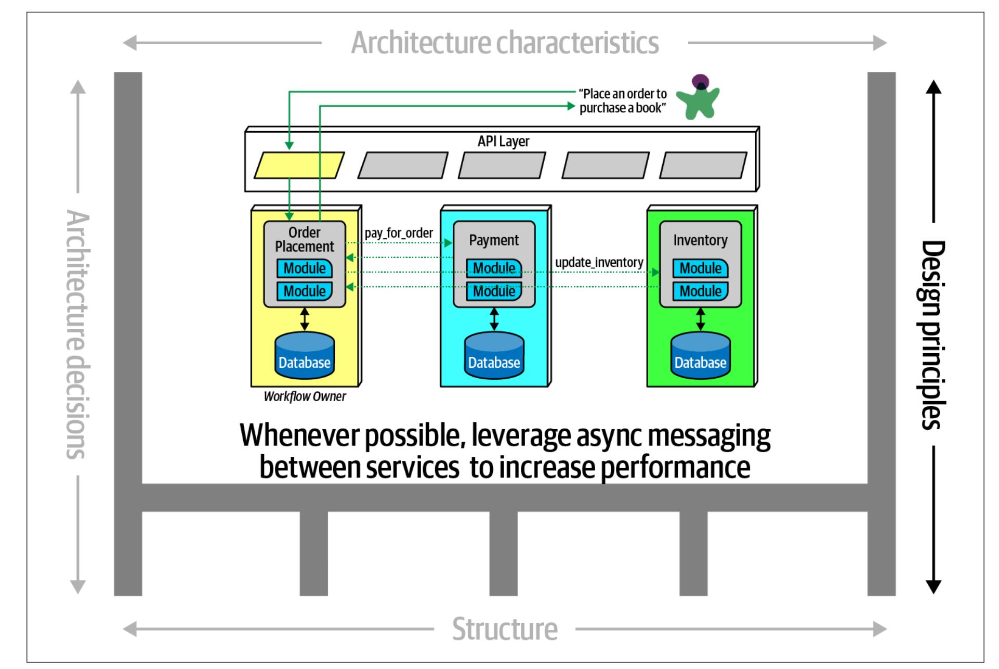 Architecture characteristics
“Place an order to
purchase a book”
API Layer
Order
Placement
Module
Module
Database
Workflow Owner
pay_for_order
Payment
Module
Module
Database
update_inventory
Inventory
Module
Module
Database
Whenever possible, leverage async messaging
between services to increase performance
Architecture decisions
Design principles
Structure